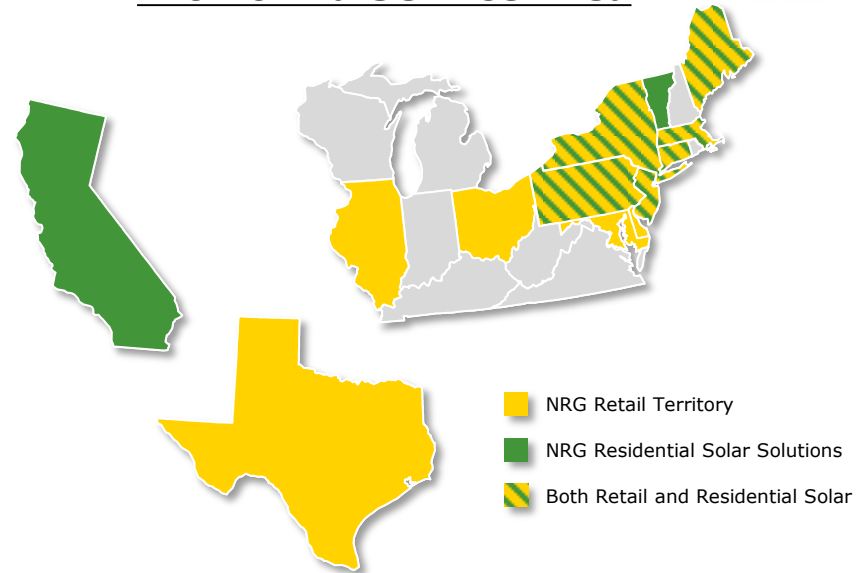 NRG Retail Territory
NRG Residential Solar Solutions
Both Retail and Residential Solar